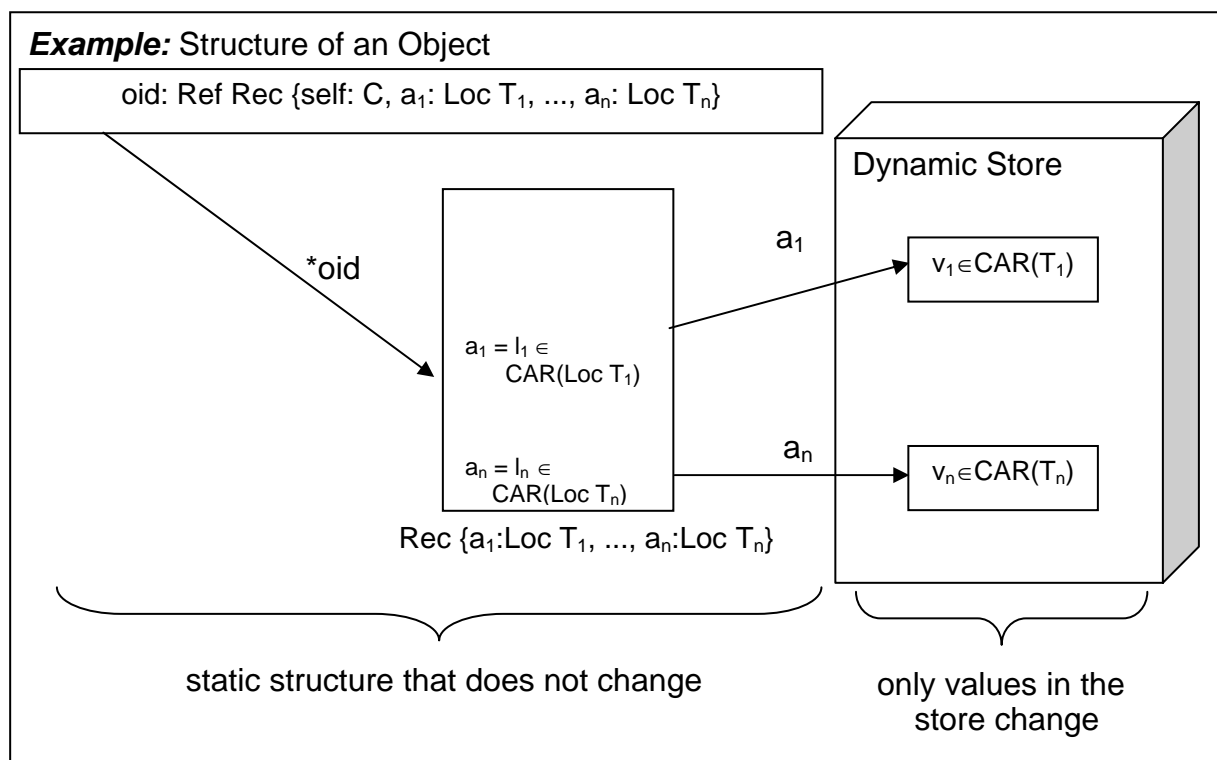 Example: Structure of an Object
oid: Ref Rec {self: C, a₁: Loc T₁, ..., aₙ: Loc Tₙ}
Dynamic Store
a₁
v₁∈CAR(T₁)
*oid
a₁ = l₁ ∈
CAR(Loc T₁)
aₙ
vₙ∈CAR(Tₙ)
aₙ = lₙ ∈
CAR(Loc Tₙ)
Rec {a₁:Loc T₁, ..., aₙ:Loc Tₙ}
static structure that does not change
only values in the
store change